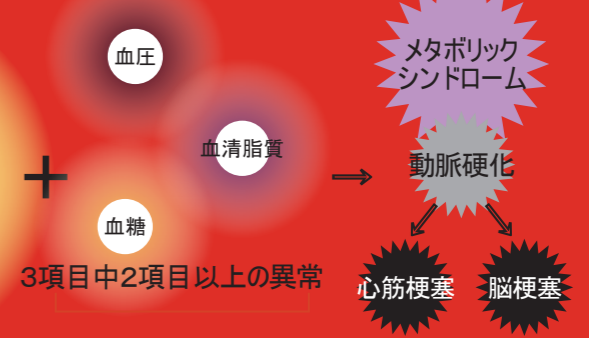 血圧
血清脂質
+
血糖
3項目中2項目以上の異常
→
メタボリック
シンドローム
動脈硬化
心筋梗塞
脳梗塞